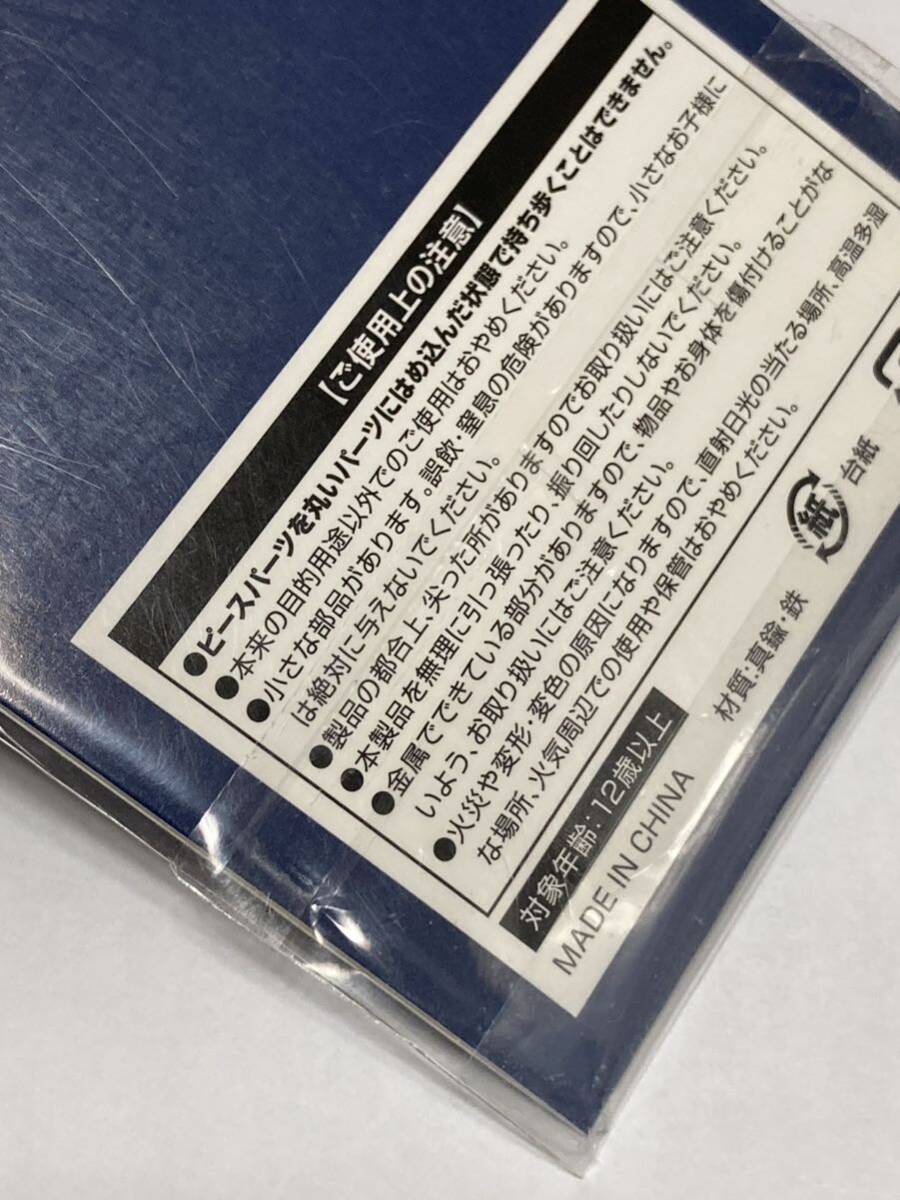 【ご使用上の注意】
●ピースパーツを丸いパーツにはめ込んだ状態で持ち歩くことはできません。
●本来の目的用途以外でのご使用はおやめください。
●小さな部品があります。誤飲・窒息の危険がありますので、小さなお子様に
は絶対に与えないでください。
●製品の都合上、尖った所がありますのでお取り扱いにはご注意ください。
●本製品を無理に引っ張ったり、振り回したりしないでください。
●金属でできている部分がありますので、物品やお身体を傷付けることがな
いよう、お取り扱いにはご注意ください。
●火災や変形・変色の原因になりますので、直射日光の当たる場所、高温多湿
な場所、火気周辺での使用や保管はおやめください。
対象年齢:12歳以上
材質:真鍮・鉄
MADE IN CHINA
紙 台紙